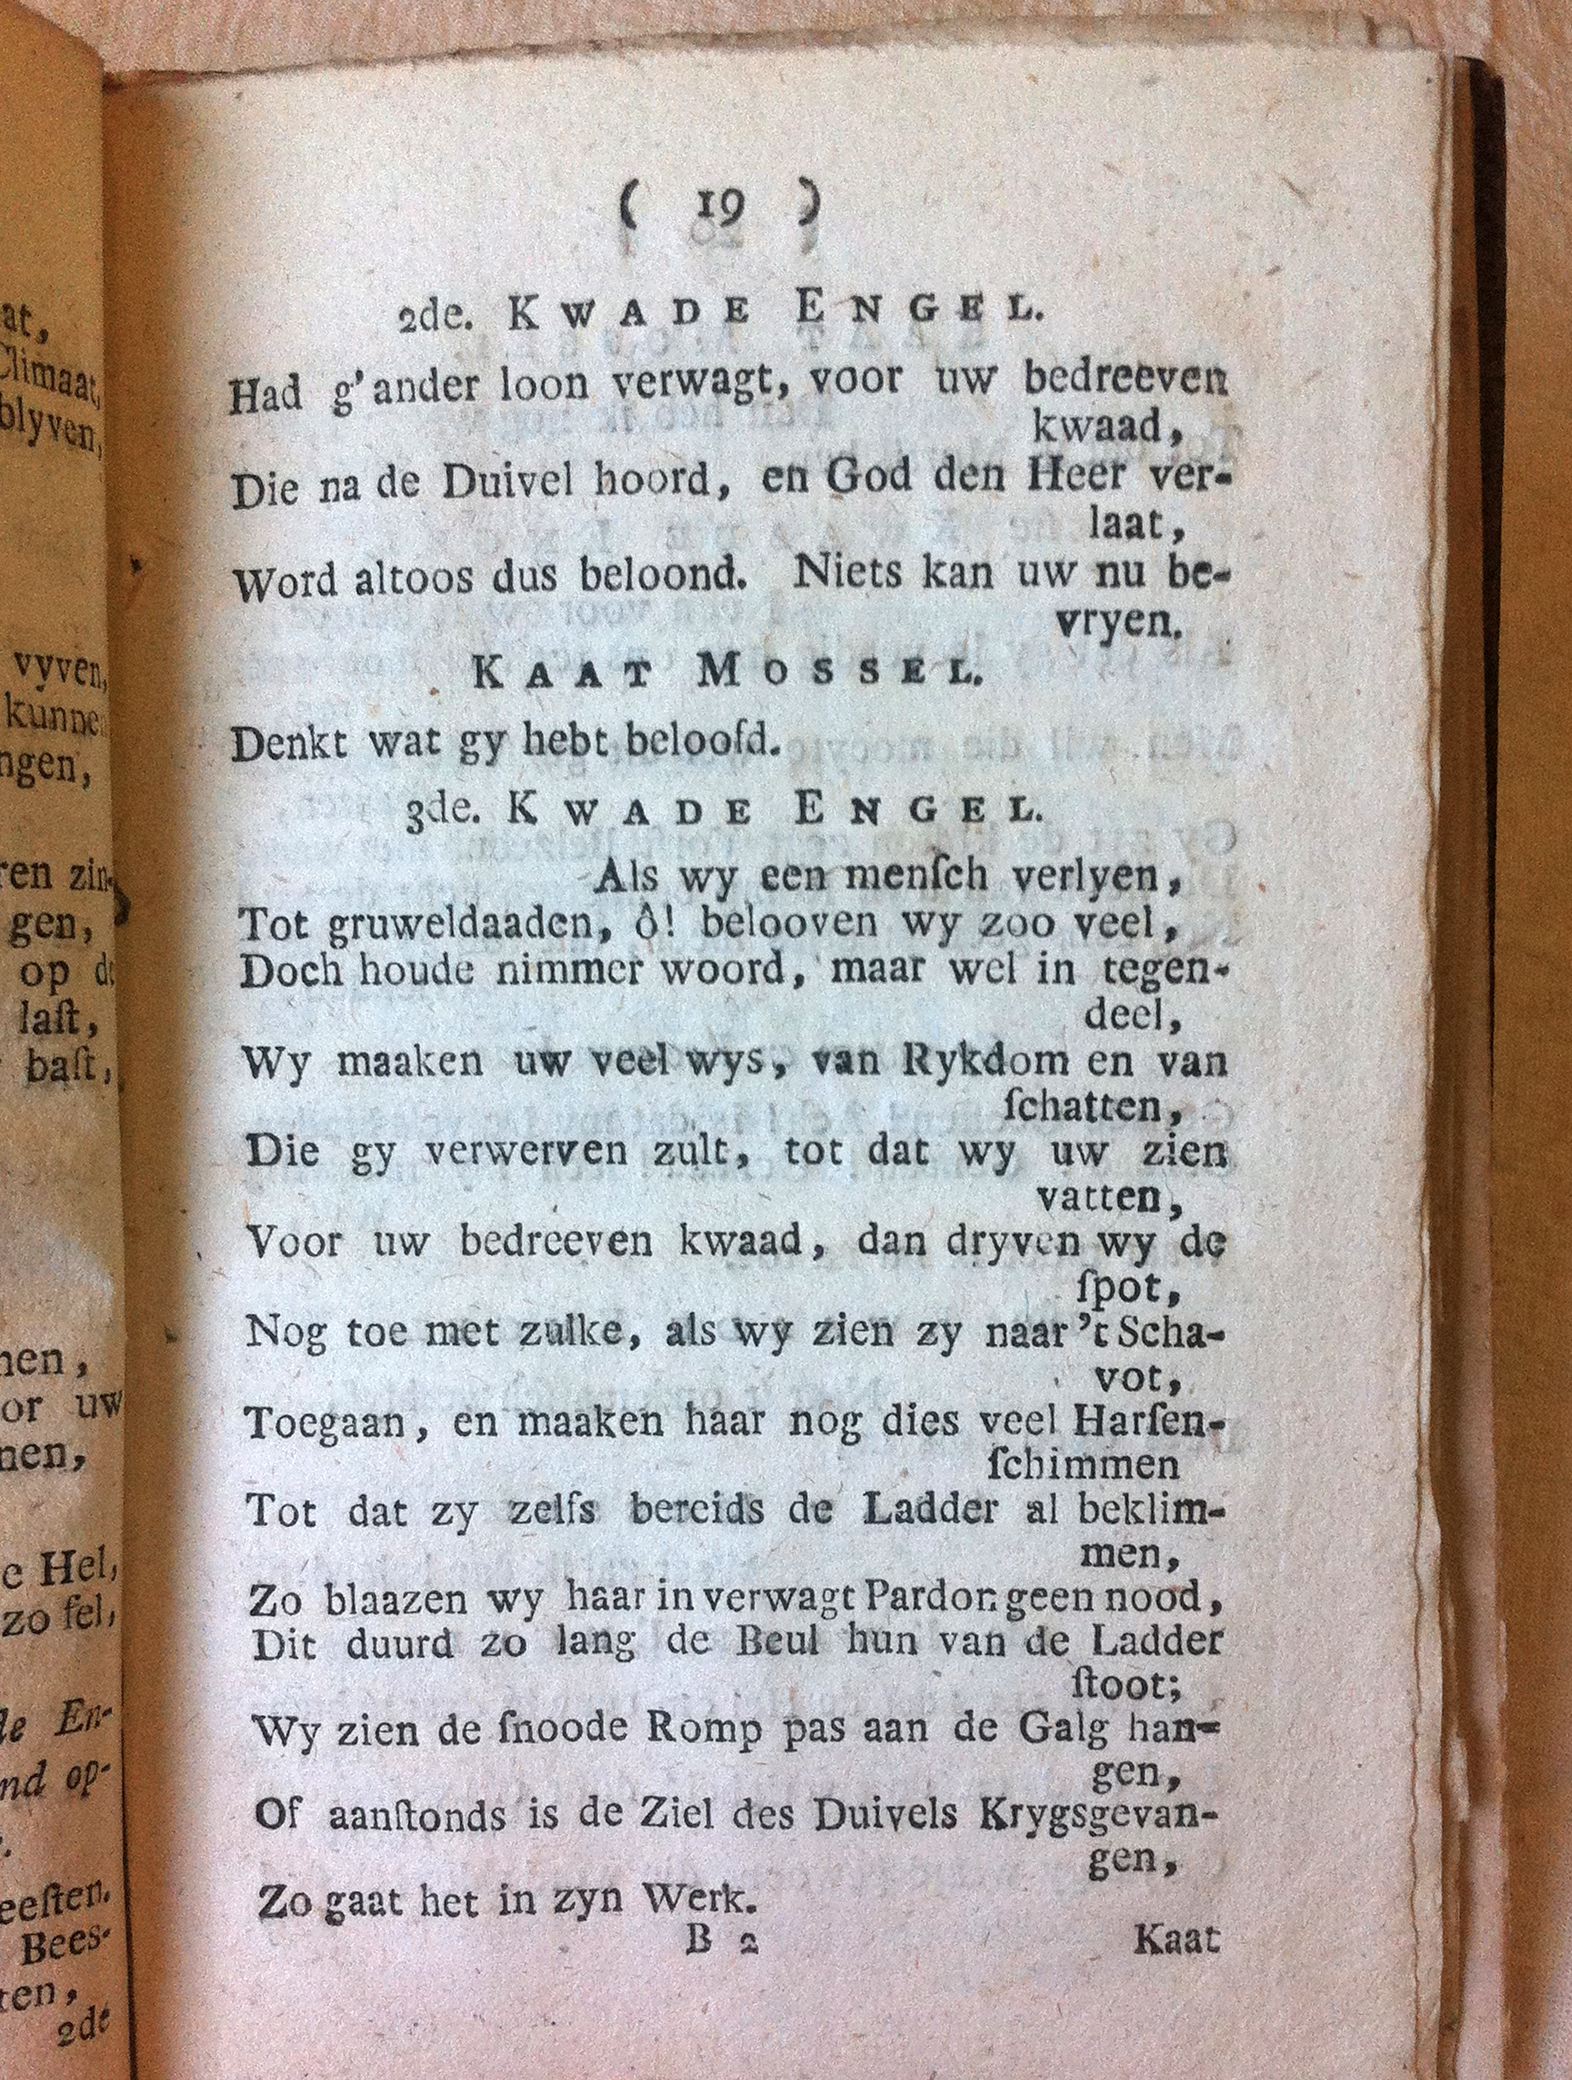 at,
Climaat,
blyven,
vyven,
kunne
ngen,
ren zin-
gen,
op de
laſt,
baſt,
nen,
or uw
nen,
e Hel,
zo fel,
de En-
nd op-
eeſten.
Bees-
ten,
2de
( 19 )
2de. KWADE ENGEL.
Had g'ander loon verwagt, voor uw bedreeven
kwaad,
Die na de Duivel hoord, en God den Heer ver-
laat,
Word altoos dus beloond. Niets kan uw nu be-
vryen.
KAAT MOSSEL.
Denkt wat gy hebt beloofd.
3de. KWADE ENGEL.
Als wy een menſch verlyen,
Tot gruweldaaden, ô! belooven wy zoo veel,
Doch houde nimmer woord, maar wel in tegen-
deel,
Wy maaken uw veel wys, van Rykdom en van
ſchatten,
Die gy verwerven zult, tot dat wy uw zien
vatten,
Voor uw bedreeven kwaad, dan dryven wy de
ſpot,
Nog toe met zulke, als wy zien zy naar 't Scha-
vot,
Toegaan, en maaken haar nog dies veel Harſen-
ſchimmen
Tot dat zy zelfs bereids de Ladder al beklim-
men,
Zo blaazen wy haar in verwagt Pardon geen nood,
Dit duurd zo lang de Beul hun van de Ladder
ſtoot;
Wy zien de ſnoode Romp pas aan de Galg han-
gen,
Of aanſtonds is de Ziel des Duivels Krygsgevan-
gen,
Zo gaat het in zyn Werk.
B 2 Kaat